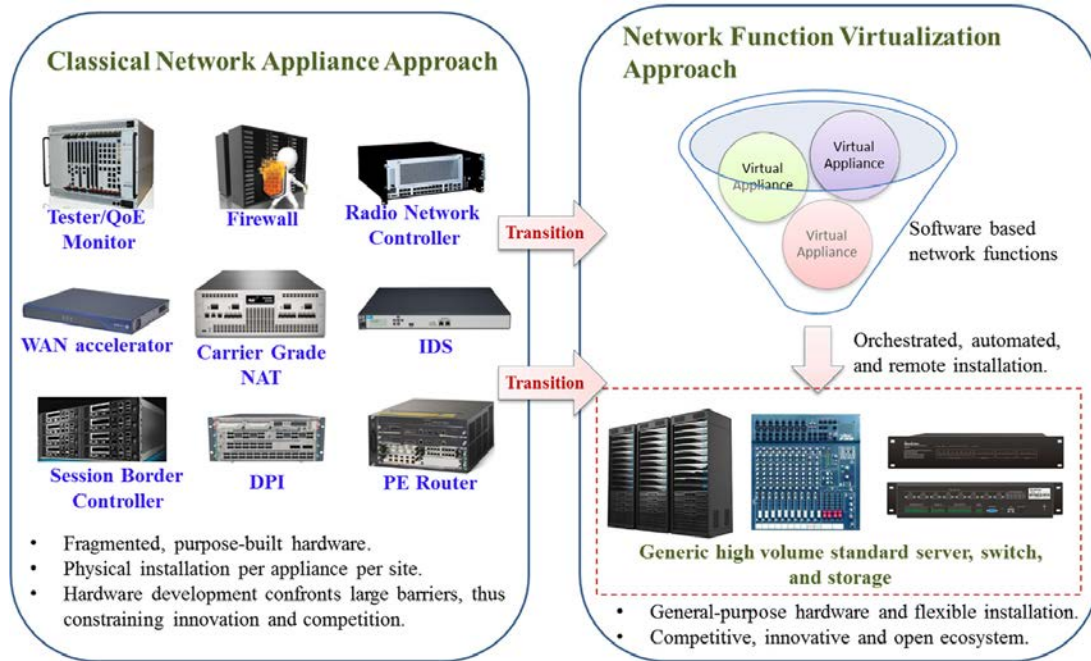 Classical Network Appliance Approach
Tester/QoE
Monitor
Firewall
Radio Network
Controller
WAN accelerator
Carrier Grade
NAT
IDS
Session Border
Controller
DPI
PE Router
• Fragmented, purpose-built hardware.
• Physical installation per appliance per site.
• Hardware development confronts large barriers, thus
constraining innovation and competition.
Transition
Transition
Network Function Virtualization
Approach
Virtual
Appliance
Virtual
Appliance
Virtual
Appliance
Software based
network functions
Orchestrated, automated,
and remote installation.
Generic high volume standard server, switch,
and storage
• General-purpose hardware and flexible installation.
• Competitive, innovative and open ecosystem.